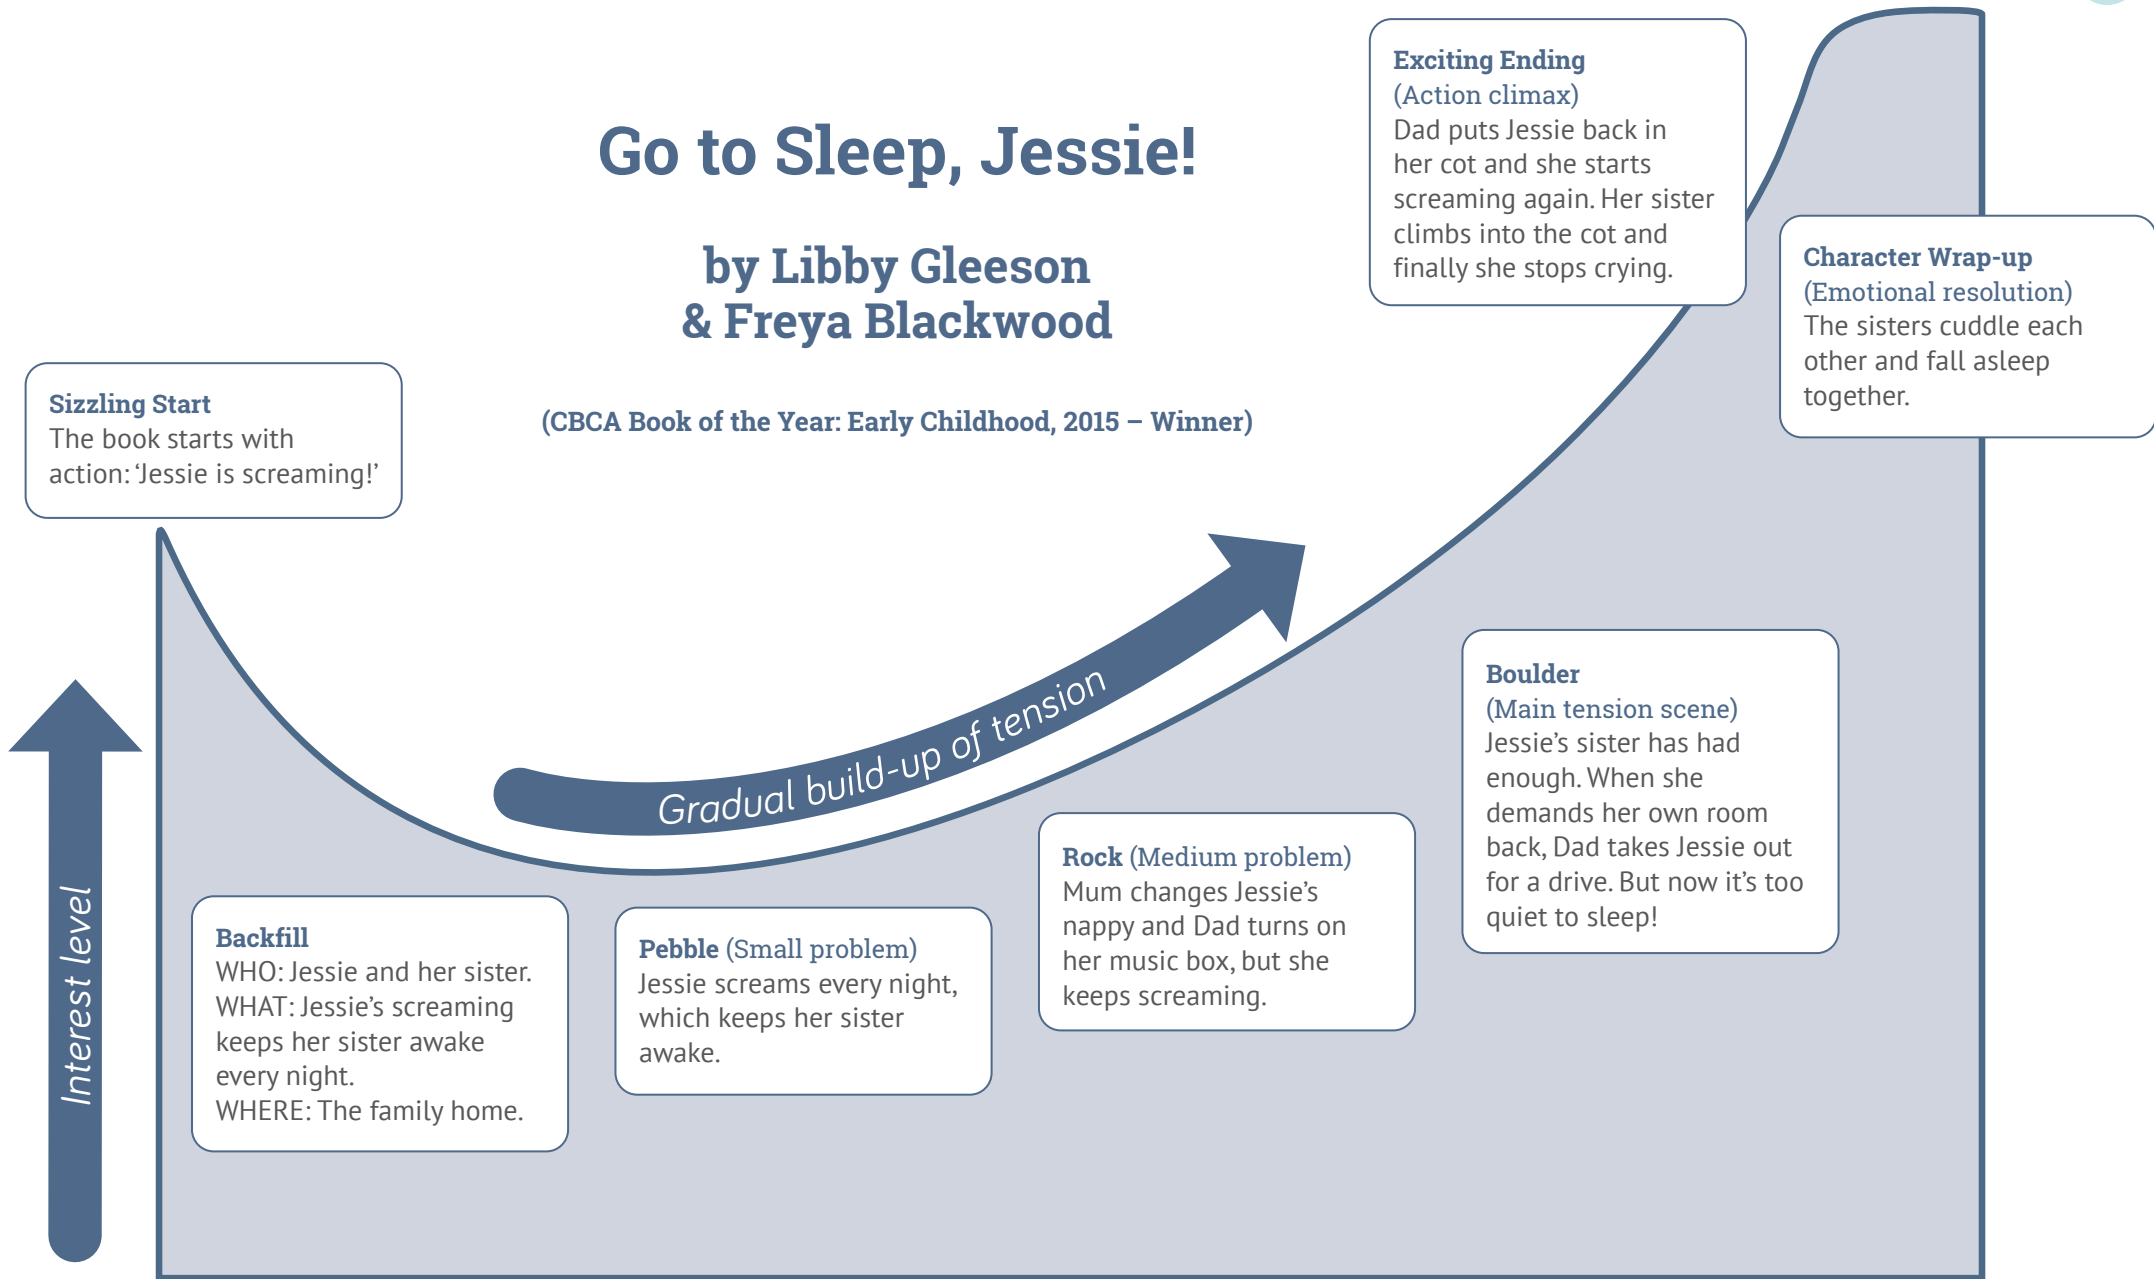 Go to Sleep, Jessie!
by Libby Gleeson
& Freya Blackwood
(CBCA Book of the Year: Early Childhood, 2015 – Winner)
Sizzling Start
The book starts with
action: ‘Jessie is screaming!’
Interest level
Backfill
WHO: Jessie and her sister.
WHAT: Jessie’s screaming
keeps her sister awake
every night.
WHERE: The family home.
Gradual build-up of tension
Pebble (Small problem)
Jessie screams every night,
which keeps her sister
awake.
Rock (Medium problem)
Mum changes Jessie’s
nappy and Dad turns on
her music box, but she
keeps screaming.
Boulder
(Main tension scene)
Jessie’s sister has had
enough. When she
demands her own room
back, Dad takes Jessie out
for a drive. But now it’s too
quiet to sleep!
Exciting Ending
(Action climax)
Dad puts Jessie back in
her cot and she starts
screaming again. Her sister
climbs into the cot and
finally she stops crying.
Character Wrap-up
(Emotional resolution)
The sisters cuddle each
other and fall asleep
together.